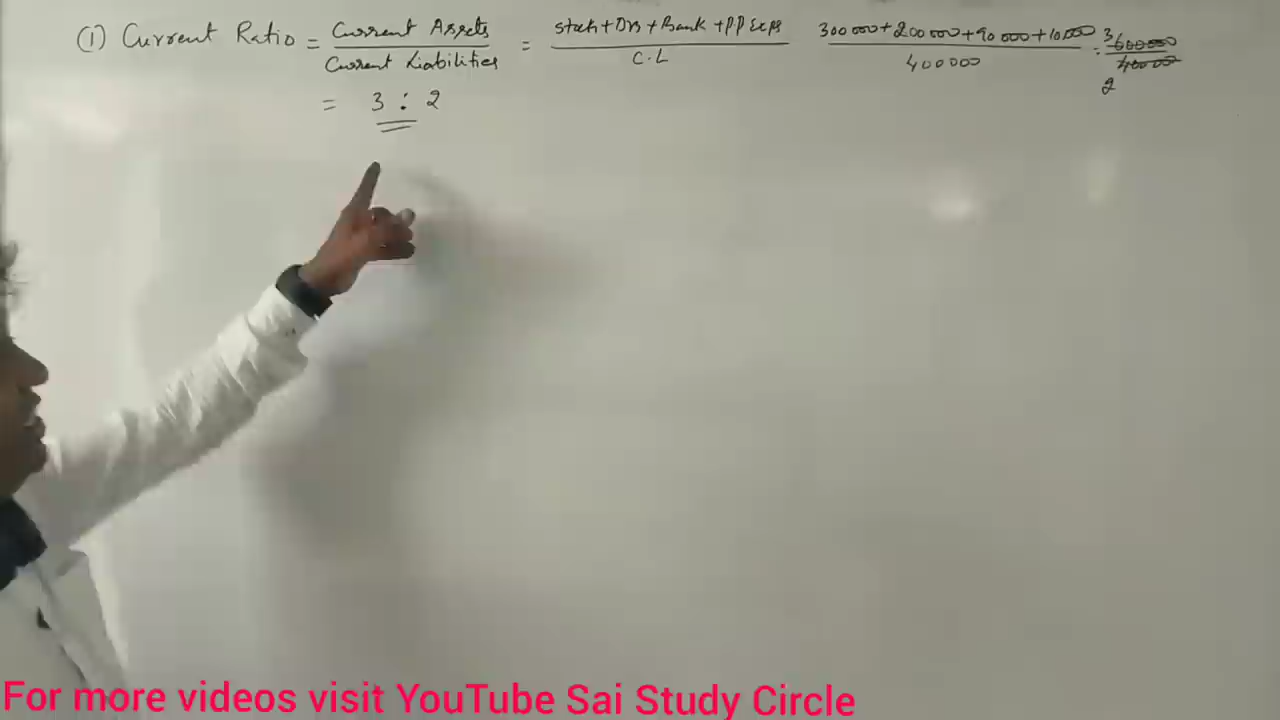 (1) Current Ratio = Current Assets / Current Liabilities = Stock + Drs + Bank + PP Exps / C.L 300000+200000+90000+10000 / 400000 : 3 600000 / 400000 2
= 3 : 2
For more videos visit YouTube Sai Study Circle